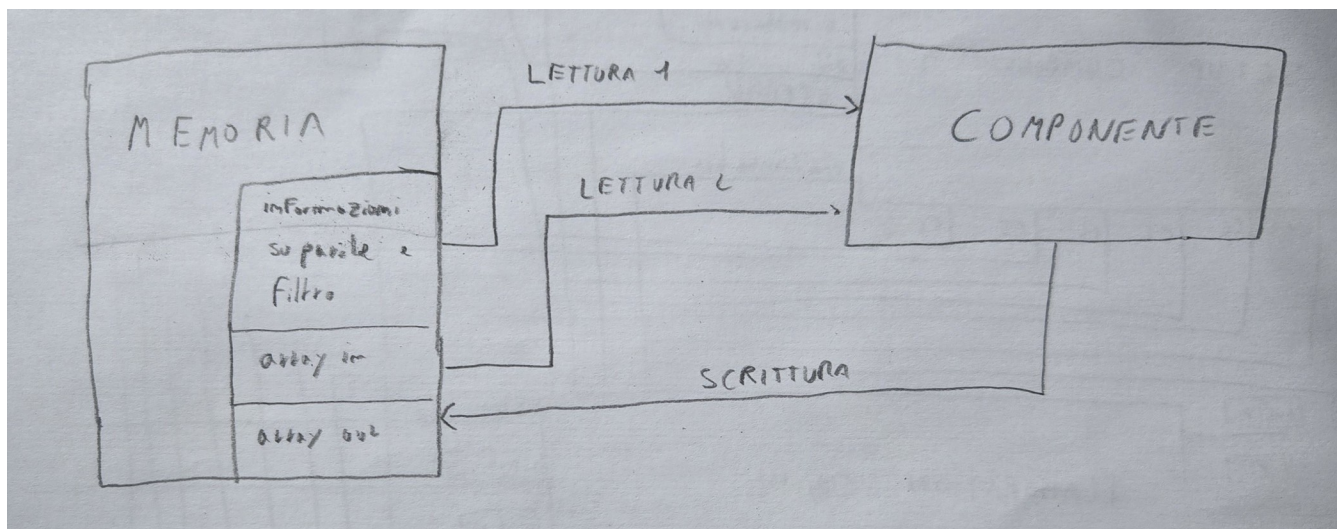 MEMORIA
informazioni
su parole e
filtro
array in
array out
LETTURA 1
LETTURA 2
SCRITTURA
COMPONENTE